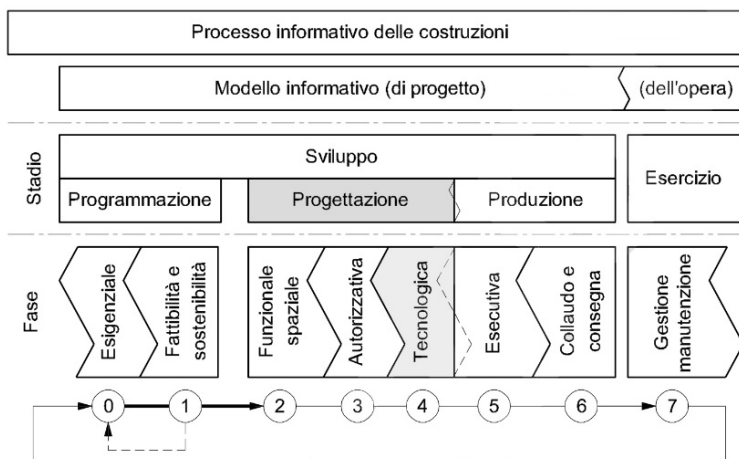 Processo informativo delle costruzioni
Modello informativo (di progetto)
(dell'opera)
Stadio
Sviluppo
Programmazione
Progettazione
Produzione
Esercizio
Fase
Esigenziale
Fattibilità e
sostenibilità
Funzionale
spaziale
Autorizzativa
Tecnologica
Esecutiva
Collaudo e
consegna
Gestione
manutenzione
0
1
2
3
4
5
6
7